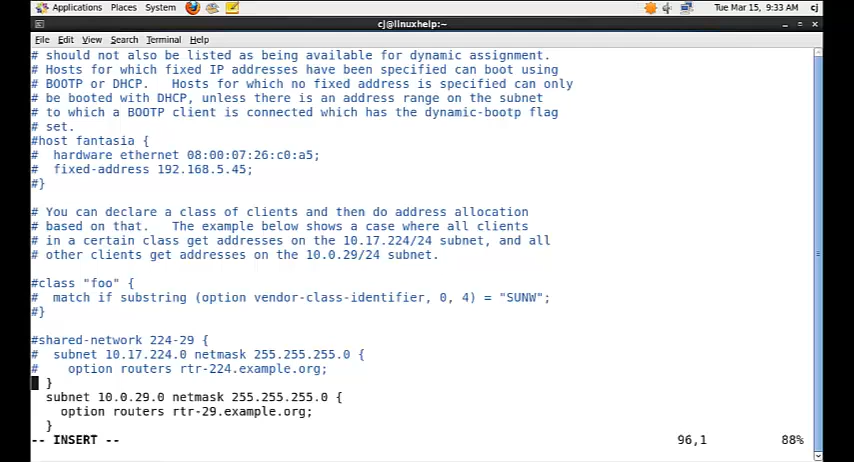 Applications Places System Tue Mar 15, 9:33 AM cj
cj@linuxhelp:~
File Edit View Search Terminal Help
# should not also be listed as being available for dynamic assignment.
# Hosts for which fixed IP addresses have been specified can boot using
# BOOTP or DHCP.   Hosts for which no fixed address is specified can only
# be booted with DHCP, unless there is an address range on the subnet
# to which a BOOTP client is connected which has the dynamic-bootp flag
# set.
#host fantasia {
#  hardware ethernet 08:00:07:26:c0:a5;
#  fixed-address 192.168.5.45;
#}
# You can declare a class of clients and then do address allocation
# based on that.   The example below shows a case where all clients
# in a certain class get addresses on the 10.17.224/24 subnet, and all
# other clients get addresses on the 10.0.29/24 subnet.
#class "foo" {
#  match if substring (option vendor-class-identifier, 0, 4) = "SUNW";
#}
#shared-network 224-29 {
#  subnet 10.17.224.0 netmask 255.255.255.0 {
#    option routers rtr-224.example.org;
  }
  subnet 10.0.29.0 netmask 255.255.255.0 {
    option routers rtr-29.example.org;
  }
-- INSERT -- 96,1 88%